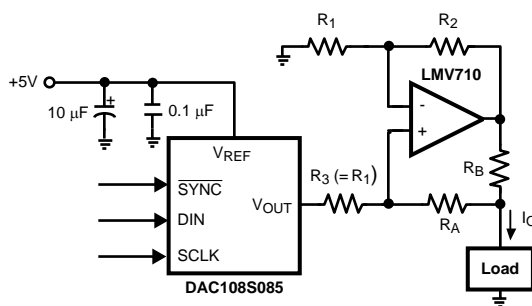 R1
R2
LMV710
+5V
+
10 µF
0.1 µF
-
+
VREF
RB
R3 (= R1)
SYNC
DIN
VOUT
RA
IO
SCLK
Load
DAC108S085